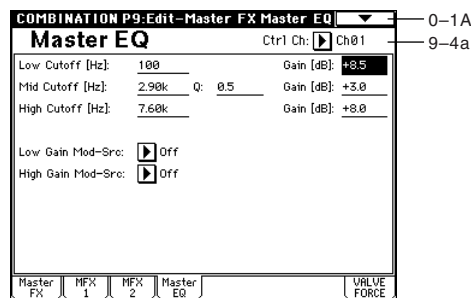 COMBINATION P9:Edit-Master FX Master EQ
0-1A
Master EQ
Ctrl Ch: Ch01
9-4a
Low Cutoff [Hz]: 100 Gain [dB]: +8.5
Mid Cutoff [Hz]: 2.90k Q: 0.5 Gain [dB]: +3.0
High Cutoff [Hz]: 7.60k Gain [dB]: +8.0
Low Gain Mod-Src: Off
High Gain Mod-Src: Off
Master FX
MFX 1
MFX 2
Master EQ
VALVE FORCE